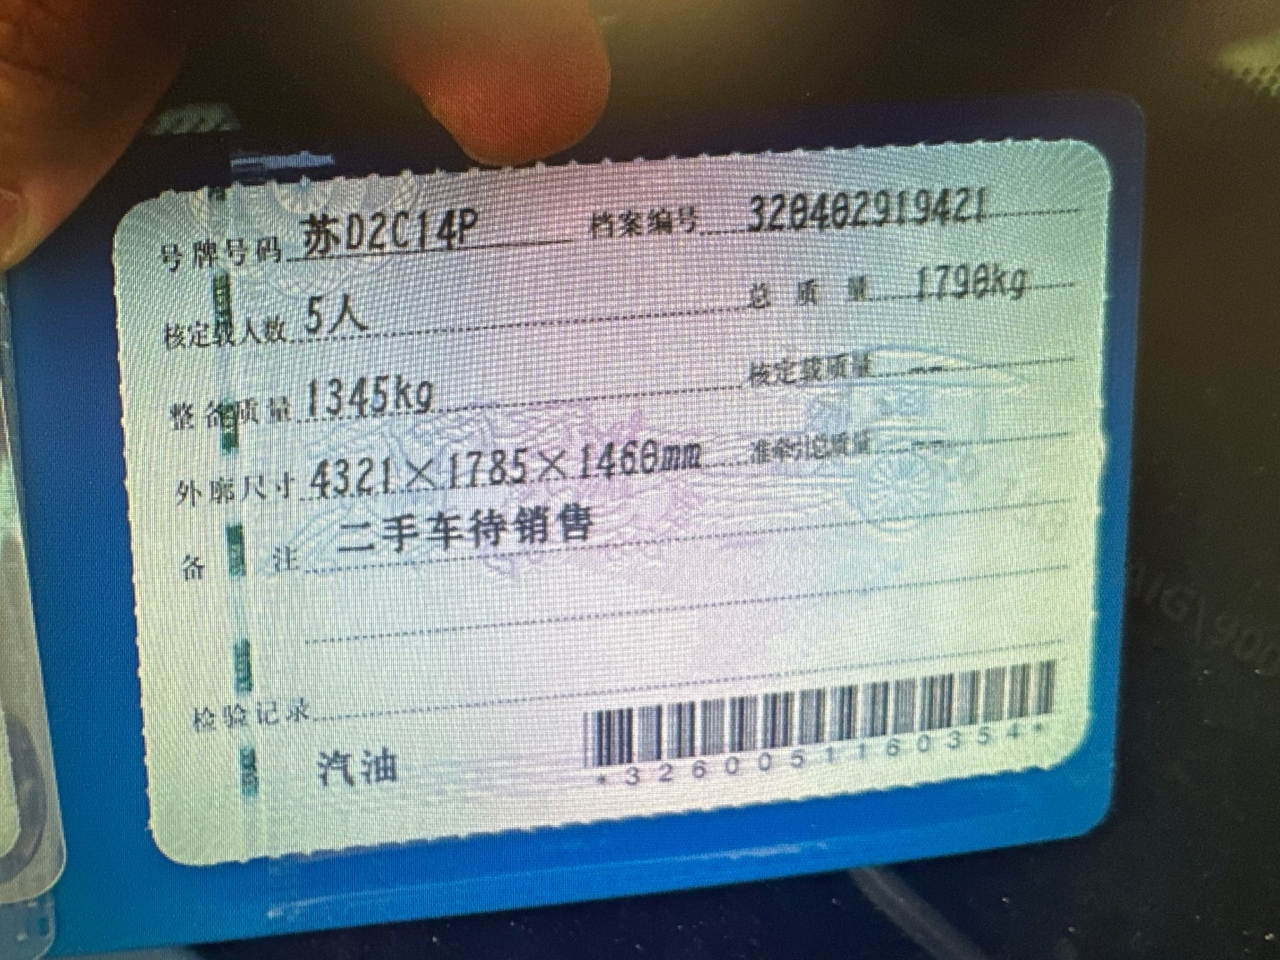 号牌号码 苏D2C14P 档案编号 320402919421
核定载人数 5人 总质量 1790kg
整备质量 1345kg 核定载质量 --
外廓尺寸 4321×1785×1460mm 准牵引总质量 --
备注 二手车待销售
检验记录
汽油
*3260051160354*